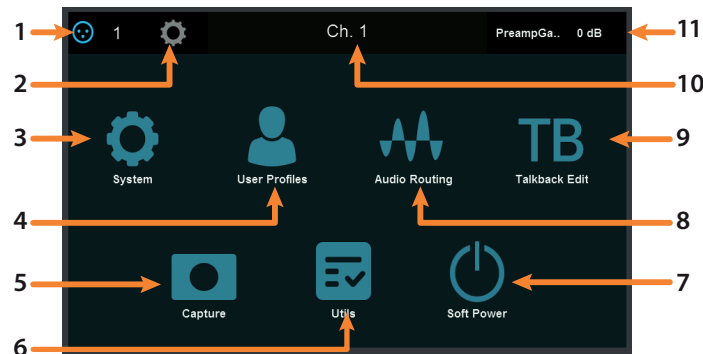 1 1 Ch. 1 PreampGa.. 0 dB 11
2 10
3 TB 9
System User Profiles Audio Routing Talkback Edit
4 8
5 7
Capture Utils Soft Power
6